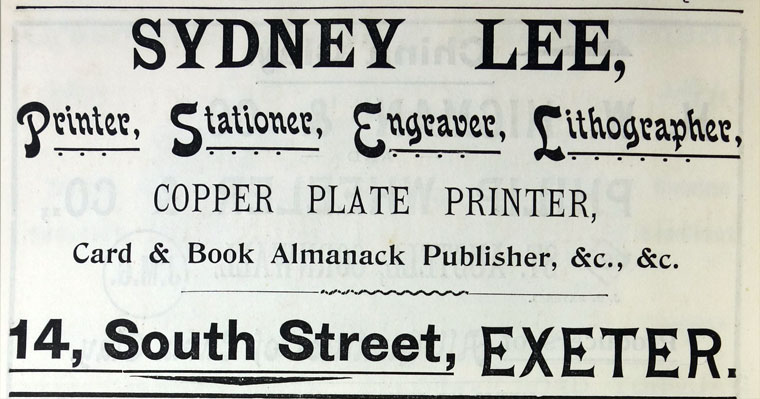 SYDNEY LEE,
Printer, Stationer, Engraver, Lithographer,
COPPER PLATE PRINTER,
Card & Book Almanack Publisher, &c., &c.
14, South Street, EXETER.